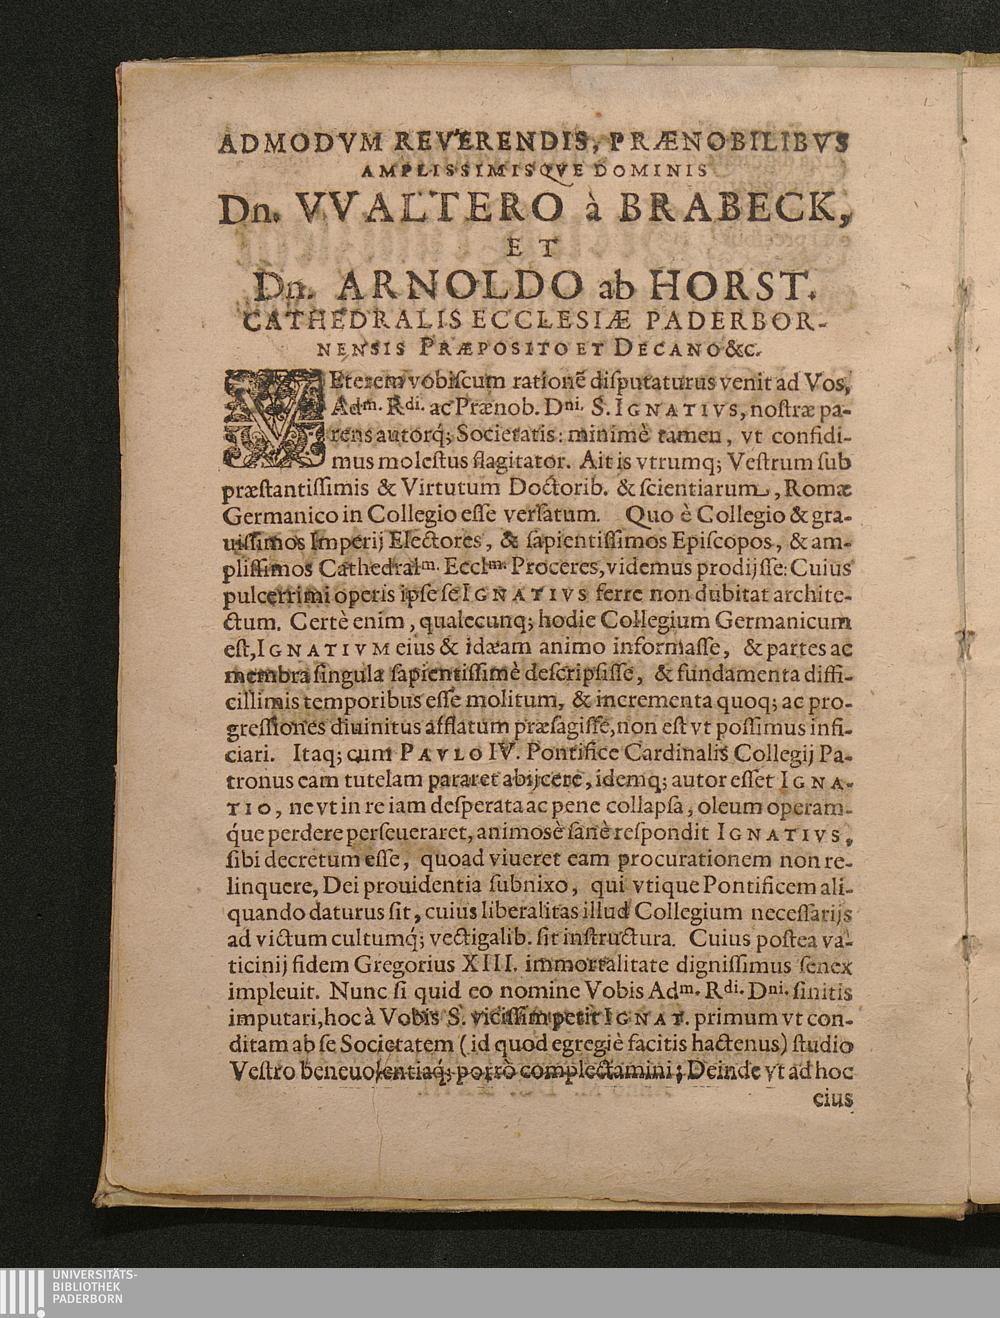 ADMODVM REVERENDIS, PRÆNOBILIBVS
AMPLISSIMISQVE DOMINIS
Dn. VVALTERO à BRABECK,
ET
Dn. ARNOLDO ab HORST.
CATHEDRALIS ECCLESIÆ PADERBOR-
NENSIS PRÆPOSITO ET DECANO &c.
VEterem vobiſcum rationē diſputaturus venit ad Vos,
Adm. Rdi. ac Prænob. Dni. S. IGNATIVS, noſtræ pa-
rens autorq́; Societatis: minimè tamen, vt confidi-
mus moleſtus flagitator. Ait is vtrumq; Veſtrum ſub
præſtantiſſimis & Virtutum Doctorib. & ſcientiarum, Romæ
Germanico in Collegio eſſe verſatum. Quo è Collegio & gra-
uiſſimos Imperij Electores, & ſapientiſſimos Epiſcopos, & am-
pliſſimos Cathedralm. Ecclm. Proceres, videmus prodijſſe: Cuius
pulcerrimi operis ipſe ſe IGNATIVS ferre non dubitat archite-
ctum. Certè enim, qualecunq; hodie Collegium Germanicum
eſt, IGNATIVM eius & idæam animo informaſſe, & partes ac
membra ſingula ſapientiſſimè deſcripſiſſe, & fundamenta diffi-
cillimis temporibus eſſe molitum, & incrementa quoq; ac pro-
greſſiones diuinitus afflatum præſagiſſe, non eſt vt poſſimus infi-
ciari. Itaq; cum PAVLO IV. Pontifice Cardinalis Collegij Pa-
tronus eam tutelam pararet abijcere, idemq; autor eſſet IGNA-
TIO, ne vt in re iam deſperata ac pene collapſa, oleum operam-
q́ue perdere perſeueraret, animosè ſanè reſpondit IGNATIVS,
ſibi decretum eſſe, quoad viueret eam procurationem non re-
linquere, Dei prouidentia ſubnixo, qui vtique Pontificem ali-
quando daturus ſit, cuius liberalitas illud Collegium neceſſarijs
ad victum cultumq́; vectigalib. ſit inſtructura. Cuius poſtea va-
ticinij fidem Gregorius XIII. immortalitate digniſſimus ſenex
impleuit. Nunc ſi quid eo nomine Vobis Adm. Rdi. Dni. ſinitis
imputari, hoc à Vobis S. viciſſim petit IGNAT. primum vt con-
ditam ab ſe Societatem (id quod egregiè facitis hactenus) ſtudio
Veſtro beneuolentiaq́; porrò complectamini; Deinde vt ad hoc
eius
UNIVERSITÄTS-
BIBLIOTHEK
PADERBORN